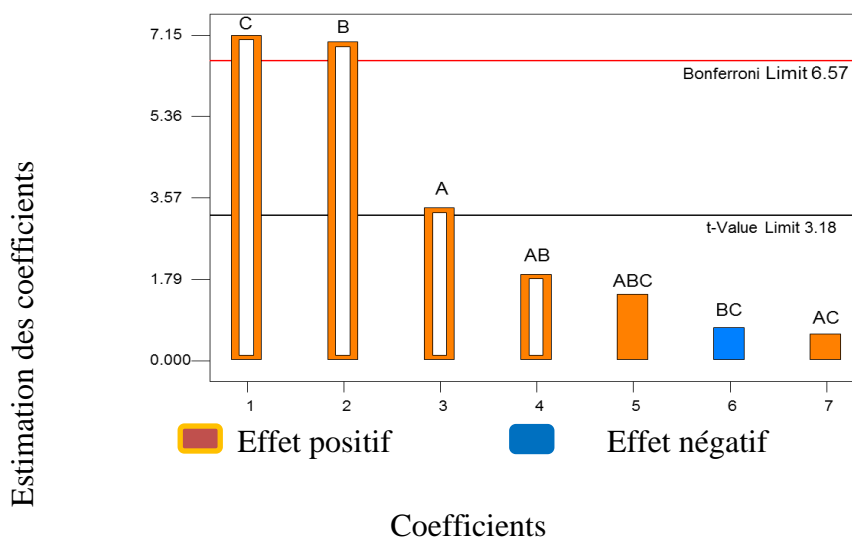 7.15
5.36
3.57
1.79
0.000
C
B
A
AB
ABC
BC
AC
Bonferroni Limit 6.57
t-Value Limit 3.18
1 2 3 4 5 6 7
Estimation des coefficients
Effet positif
Effet négatif
Coefficients